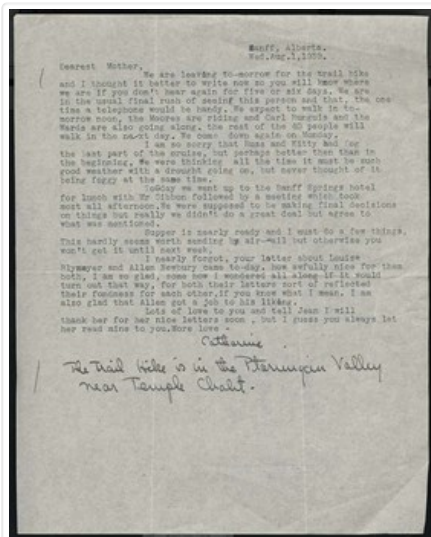 Banff, Alberta.
Wed.Aug.1,1939.
Dearest Mother,
We are leaving to-morrow for the trail hike
and I thought it better to write now so you will know where
we are if you don't hear again for five or six days. We are
in the usual final rush of seeing this person and that, the one
time a telephone would be handy. We expect to walk in to-
morrow noon, the Moores are riding and Carl Runguis and the
Wards are also going along. the rest of the 40 people will
walk in the next day. We come down again on Monday.
I am so sorry that Russ and Kitty had fog
the last part of the cruise, but perhaps better than than in
the beginning. We were thinking all the time it must be such
good weather with a drought going on, but never thought of it
being foggy at the same time.
ToGday we went up to the Banff Springs hotel
for lunch with Mr Gibbon followed by a meeting which took
most all afternoon. We were supposed to be making final decisions
on things but really we didn't do a great deal but agree to
what was mentioned.
Supper is nearly ready and I must do a few things.
This hardly seems worth sending by air-mail but otherwise you
won't get it until next week.
I nearly forgot, your latter about Louise
and Allen Newbury came to-day, how awfully nice for them
both, I am so glad, some how I wondered all along if it would
turn out that way, for both their letters sort of reflected
their fondness for each other, if you know what I mean. I am
also glad that Allen got a job to his liking.
Lots of love to you and tell Jean I will
thank her for her nice letters soon , but I guess you always let
her read mine to you. More love -
Catharine
The trail hike is in the Ptarmigan Valley
near Temple Chalet.